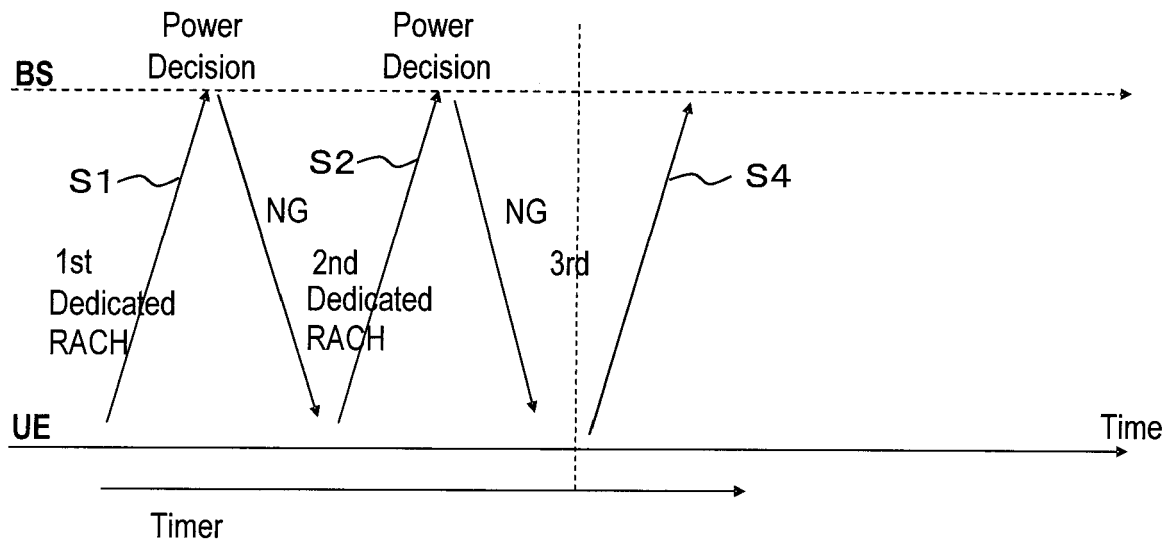 Power
Decision
Power
Decision
BS
S1
S2
S4
NG
NG
1st
Dedicated
RACH
2nd
Dedicated
RACH
3rd
UE
Time
Timer